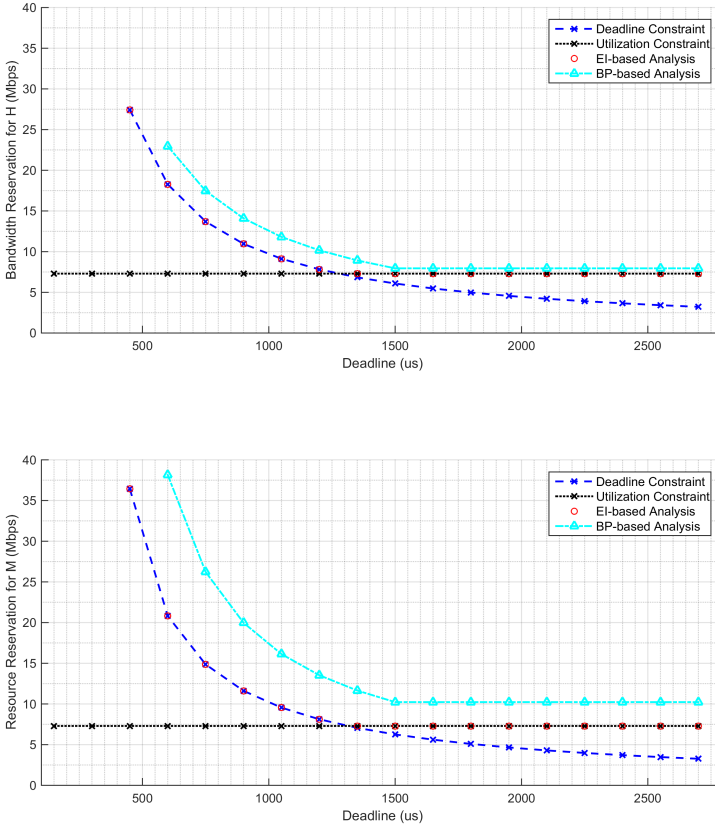 40
35
30
25
20
15
10
5
0
Bandwidth Reservation for H (Mbps)
Deadline Constraint
Utilization Constraint
EI-based Analysis
BP-based Analysis
500 1000 1500 2000 2500
Deadline (us)
40
35
30
25
20
15
10
5
0
Resource Reservation for M (Mbps)
Deadline Constraint
Utilization Constraint
EI-based Analysis
BP-based Analysis
500 1000 1500 2000 2500
Deadline (us)